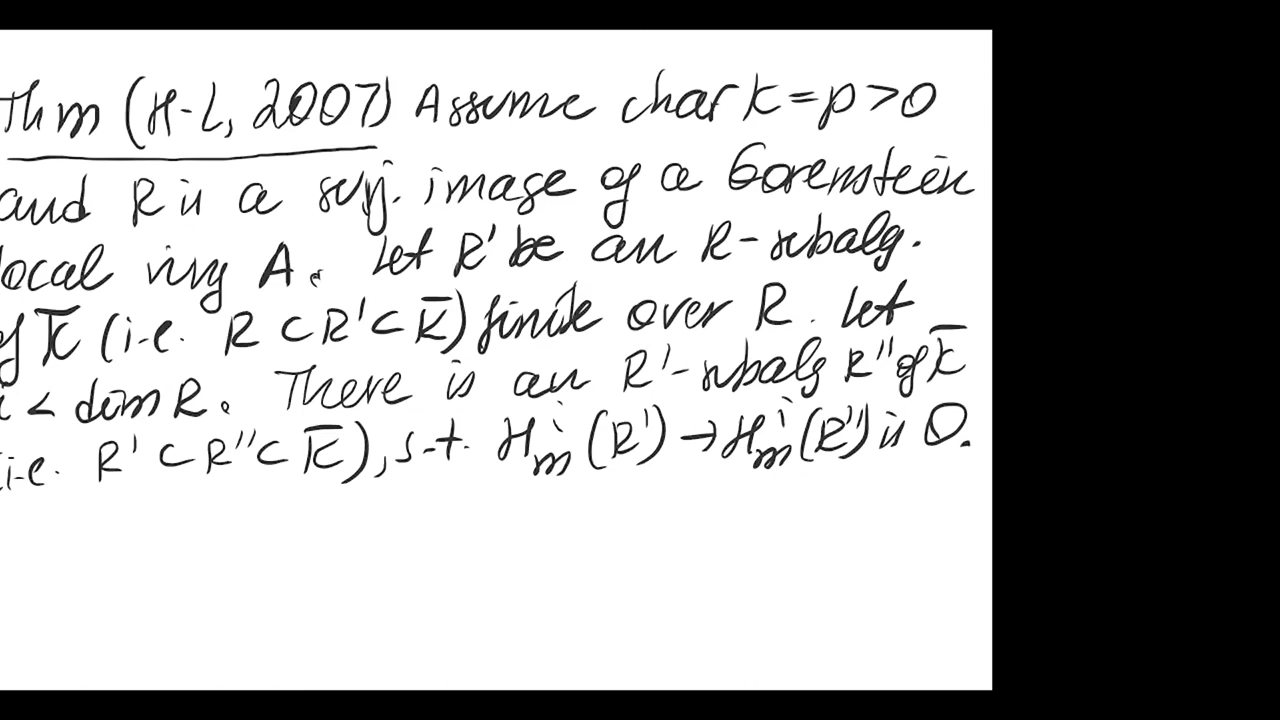 Thm (H-L, 2007) Assume char K = p > 0
and R is a surj. image of a Gorenstein
local ring A. Let R' be an R-subalg.
of K̅ (i.e. R ⊂ R' ⊂ K̅) finite over R. Let
i < dim R. There is an R'-subalg R'' of K̅
(i.e. R' ⊂ R'' ⊂ K̅), s.t. H^i_m(R') → H^i_m(R'') is 0.